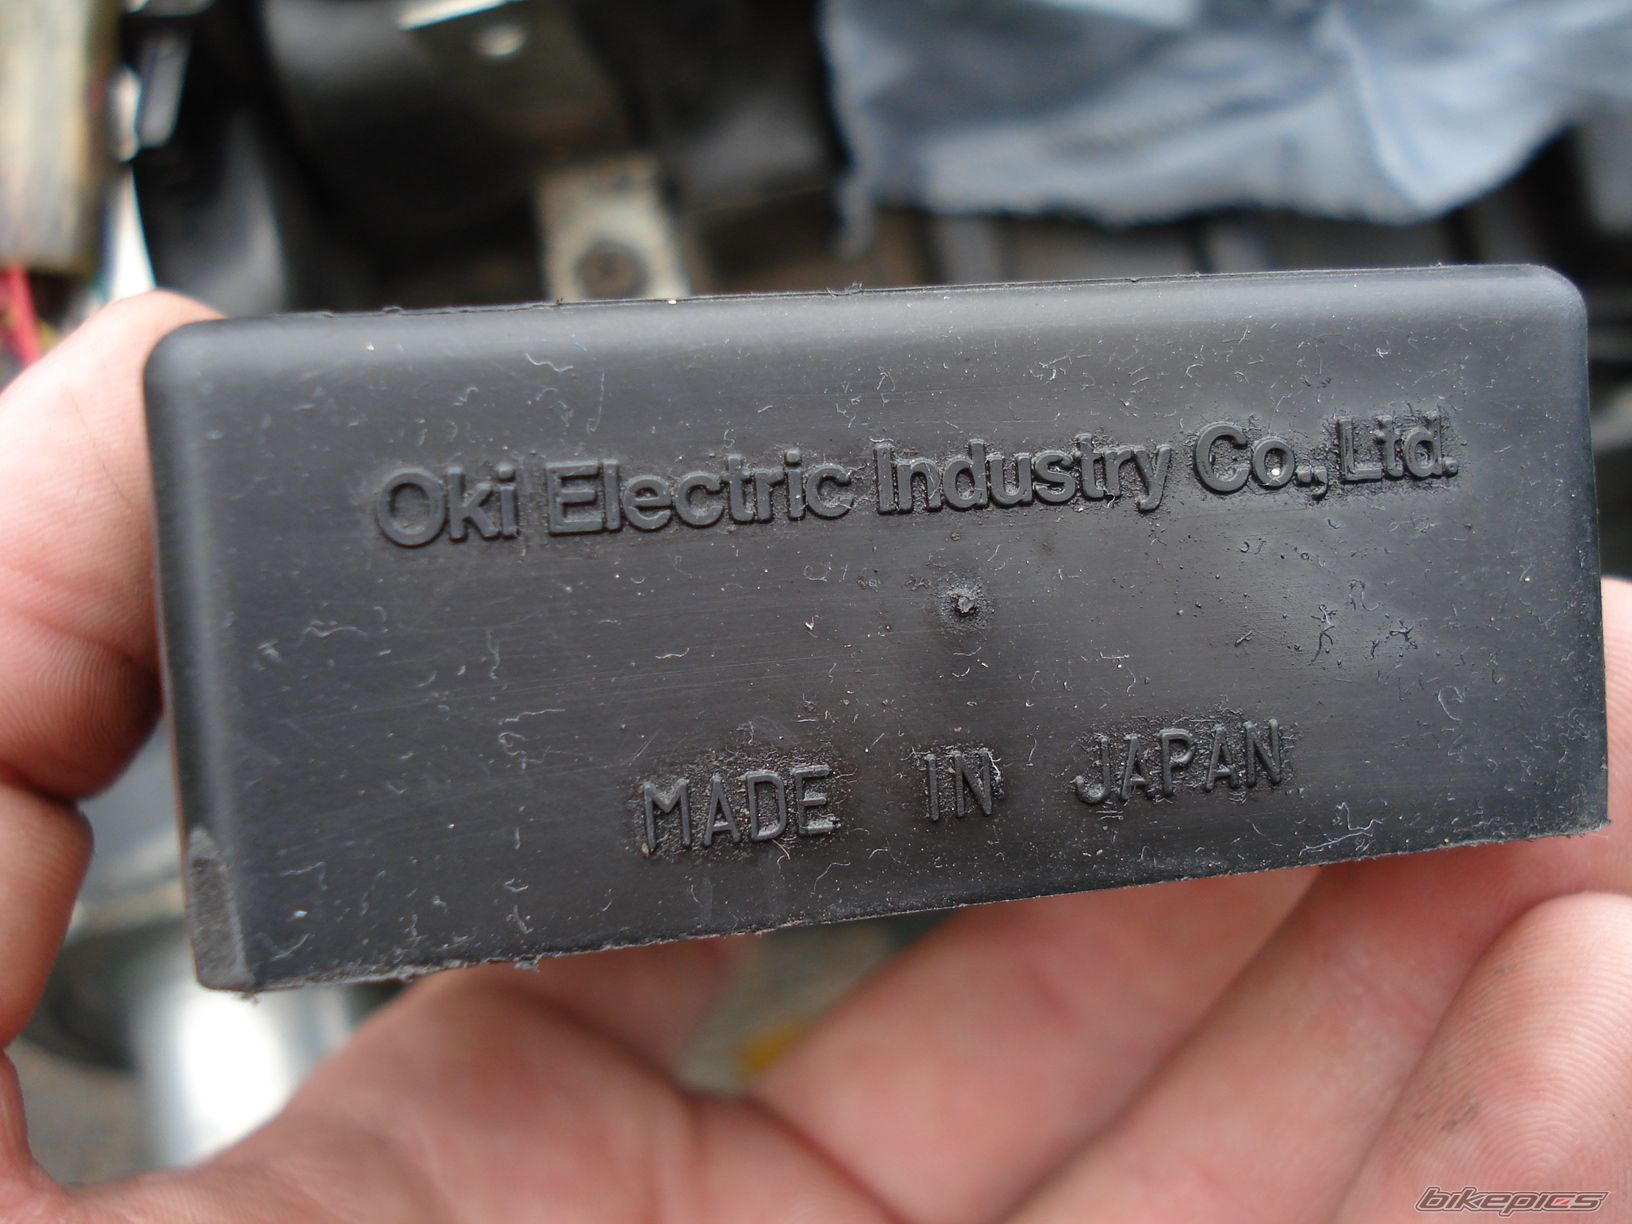 Oki Electric Industry Co., Ltd.
MADE IN JAPAN
bikepics